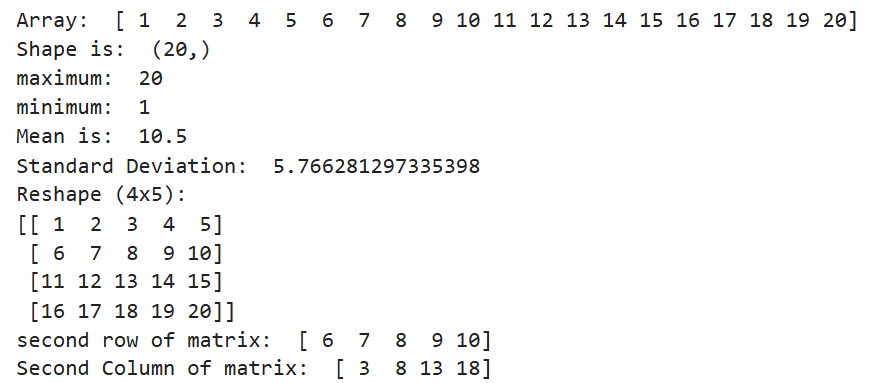 Array:  [ 1  2  3  4  5  6  7  8  9 10 11 12 13 14 15 16 17 18 19 20]
Shape is:  (20,)
maximum:  20
minimum:  1
Mean is:  10.5
Standard Deviation:  5.766281297335398
Reshape (4x5):
[[ 1  2  3  4  5]
 [ 6  7  8  9 10]
 [11 12 13 14 15]
 [16 17 18 19 20]]
second row of matrix:  [ 6  7  8  9 10]
Second Column of matrix:  [ 3  8 13 18]